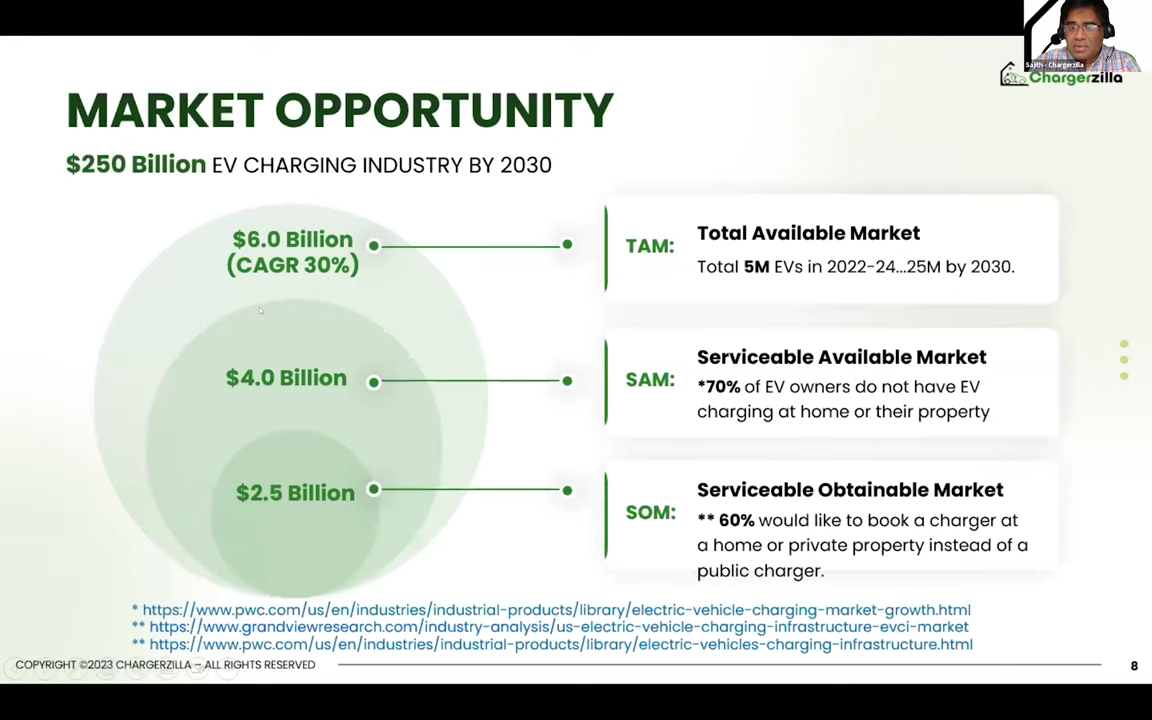 Sajith - Chargerzilla
Chargerzilla
MARKET OPPORTUNITY
$250 Billion EV CHARGING INDUSTRY BY 2030
$6.0 Billion
(CAGR 30%)
TAM:
Total Available Market
Total 5M EVs in 2022-24...25M by 2030.
$4.0 Billion
SAM:
Serviceable Available Market
*70% of EV owners do not have EV
charging at home or their property
$2.5 Billion
SOM:
Serviceable Obtainable Market
** 60% would like to book a charger at
a home or private property instead of a
public charger.
* https://www.pwc.com/us/en/industries/industrial-products/library/electric-vehicle-charging-market-growth.html
** https://www.grandviewresearch.com/industry-analysis/us-electric-vehicle-charging-infrastructure-evci-market
** https://www.pwc.com/us/en/industries/industrial-products/library/electric-vehicles-charging-infrastructure.html
COPYRIGHT ©2023 CHARGERZILLA – ALL RIGHTS RESERVED
8